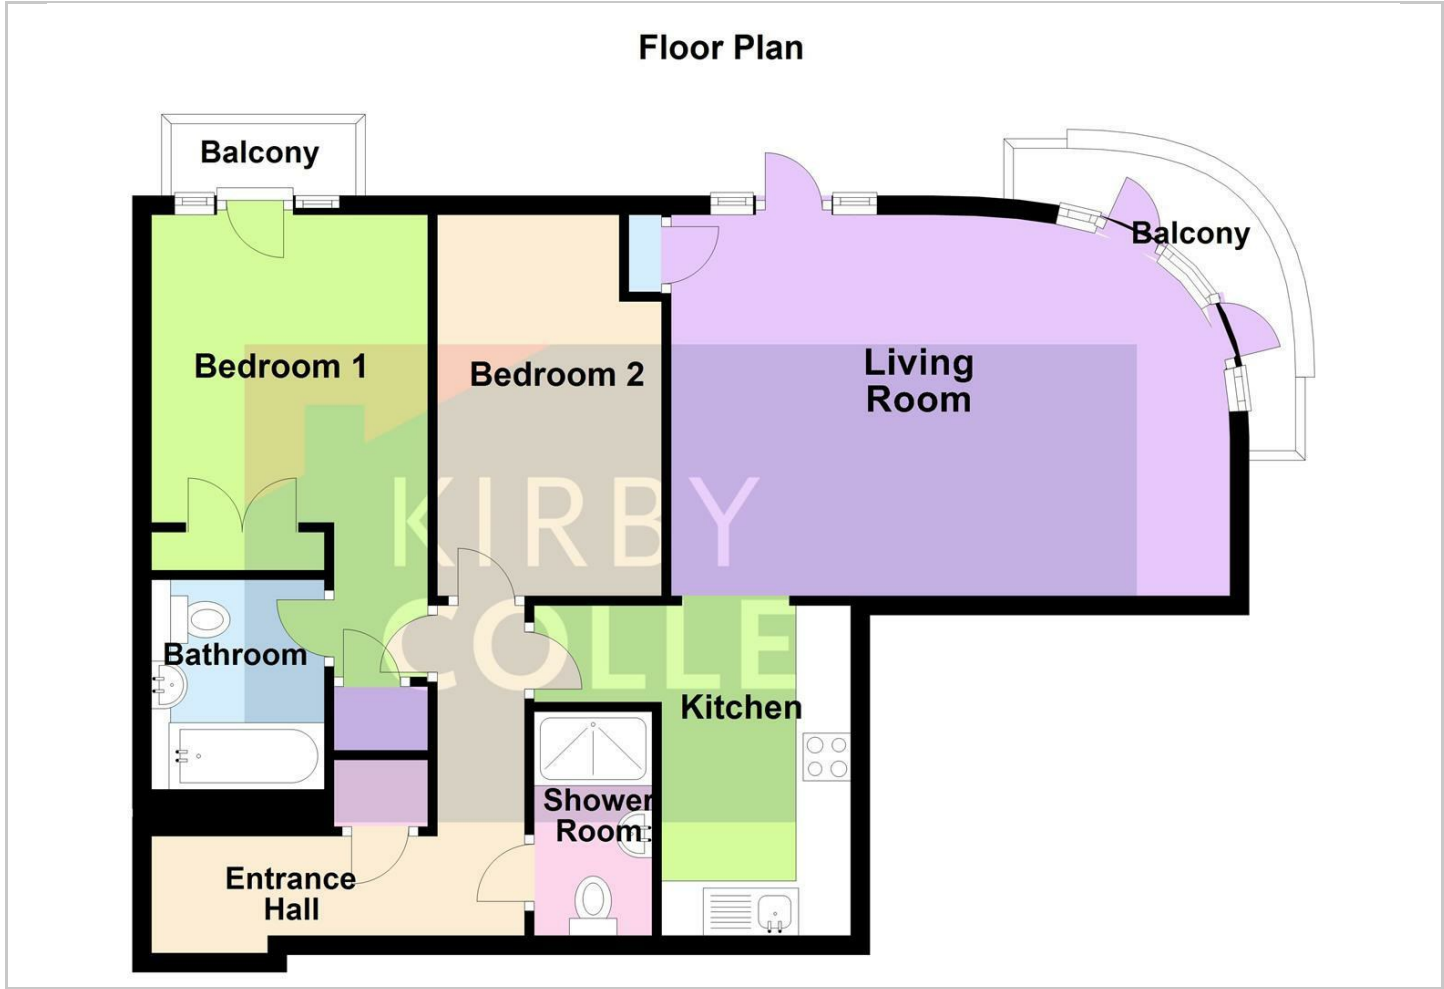 Floor Plan
Balcony
Balcony
Bedroom 1
Bedroom 2
Living
Room
KIRBY
COLLE
Bathroom
Kitchen
Shower
Room
Entrance
Hall